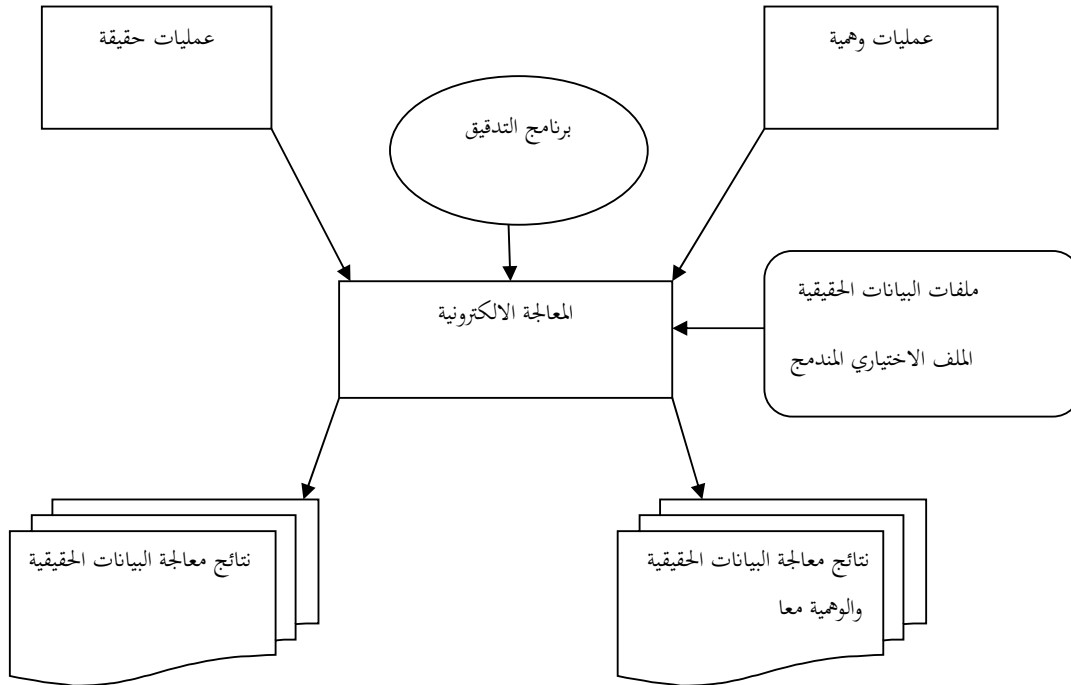 عمليات وهمية
عمليات حقيقة
برنامج التدقيق
ملفات البيانات الحقيقية
الملف الاختياري المندمج
المعالجة الالكترونية
نتائج معالجة البيانات الحقيقية
والوهمية معا
نتائج معالجة البيانات الحقيقية